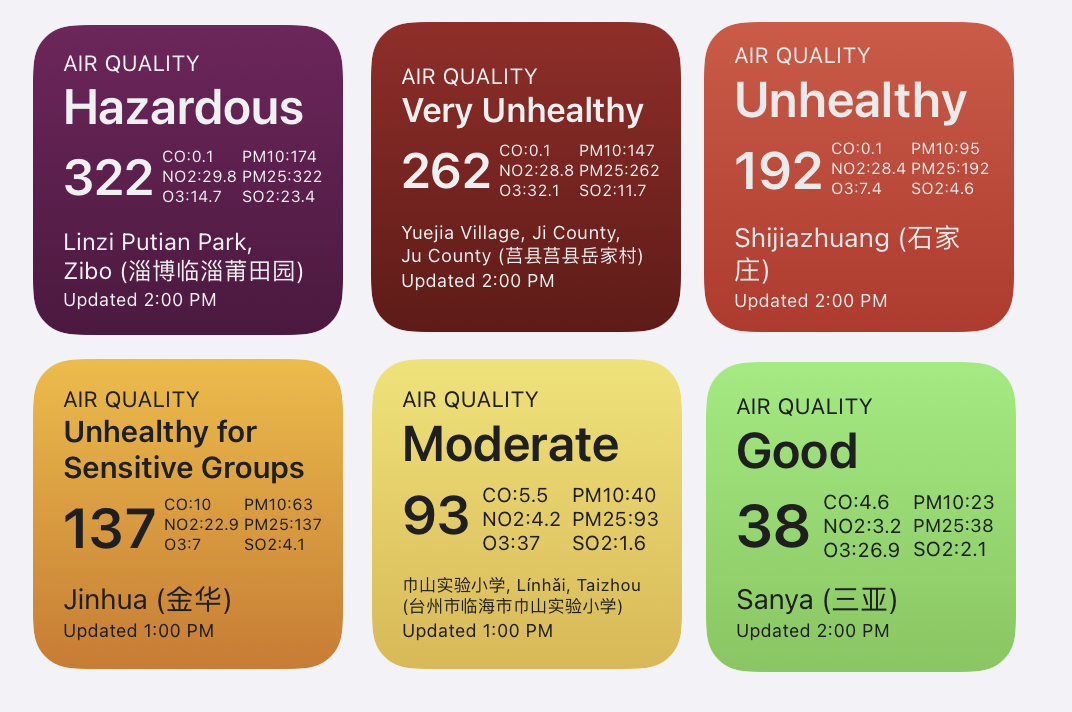 AIR QUALITY
Hazardous
322
CO:0.1 PM10:174
NO2:29.8 PM25:322
O3:14.7 SO2:23.4
Linzi Putian Park,
Zibo (淄博临淄莆田园)
Updated 2:00 PM
AIR QUALITY
Very Unhealthy
262
CO:0.1 PM10:147
NO2:28.8 PM25:262
O3:32.1 SO2:11.7
Yuejia Village, Ji County,
Ju County (莒县莒县岳家村)
Updated 2:00 PM
AIR QUALITY
Unhealthy
192
CO:0.1 PM10:95
NO2:28.4 PM25:192
O3:7.4 SO2:4.6
Shijiazhuang (石家
庄)
Updated 2:00 PM
AIR QUALITY
Unhealthy for
Sensitive Groups
137
CO:10 PM10:63
NO2:22.9 PM25:137
O3:7 SO2:4.1
Jinhua (金华)
Updated 1:00 PM
AIR QUALITY
Moderate
93
CO:5.5 PM10:40
NO2:4.2 PM25:93
O3:37 SO2:1.6
巾山实验小学, Línhǎi, Taizhou
(台州市临海市巾山实验小学)
Updated 1:00 PM
AIR QUALITY
Good
38
CO:4.6 PM10:23
NO2:3.2 PM25:38
O3:26.9 SO2:2.1
Sanya (三亚)
Updated 2:00 PM